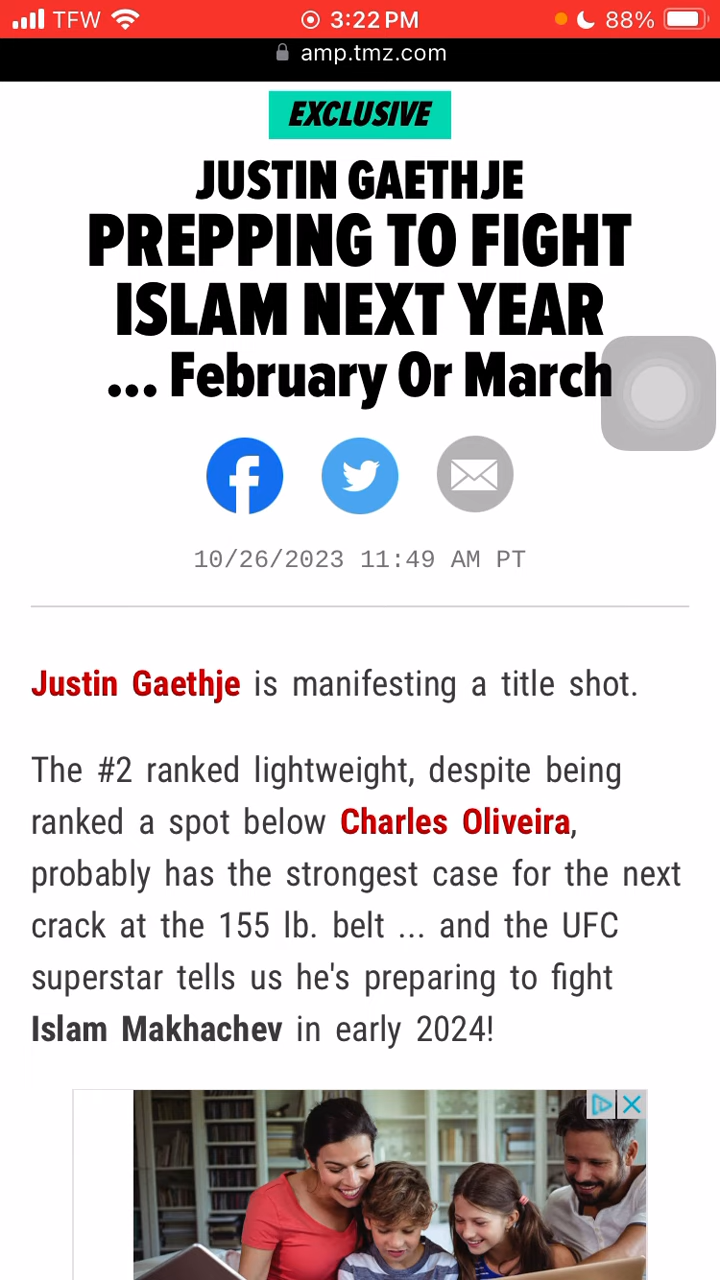 TFW 3:22 PM 88%
amp.tmz.com
EXCLUSIVE
JUSTIN GAETHJE
PREPPING TO FIGHT
ISLAM NEXT YEAR
... February Or March
10/26/2023 11:49 AM PT
Justin Gaethje is manifesting a title shot.
The #2 ranked lightweight, despite being
ranked a spot below Charles Oliveira,
probably has the strongest case for the next
crack at the 155 lb. belt ... and the UFC
superstar tells us he's preparing to fight
Islam Makhachev in early 2024!